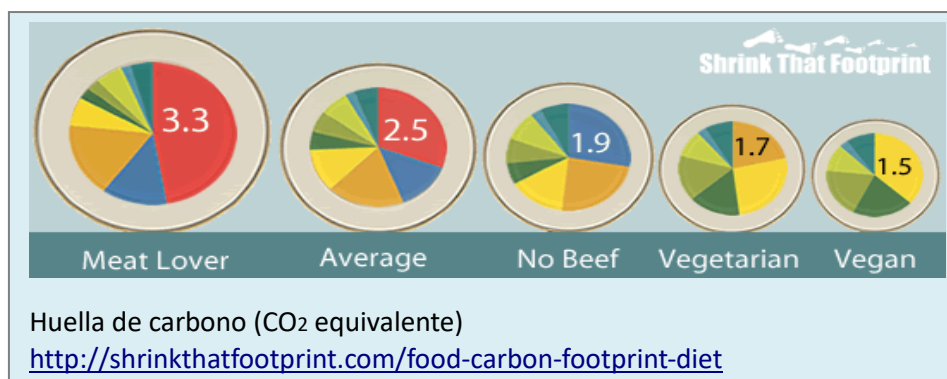 Shrink That Footprint
3.3 2.5 1.9 1.7 1.5
Meat Lover Average No Beef Vegetarian Vegan
Huella de carbono (CO2 equivalente)
http://shrinkthatfootprint.com/food-carbon-footprint-diet